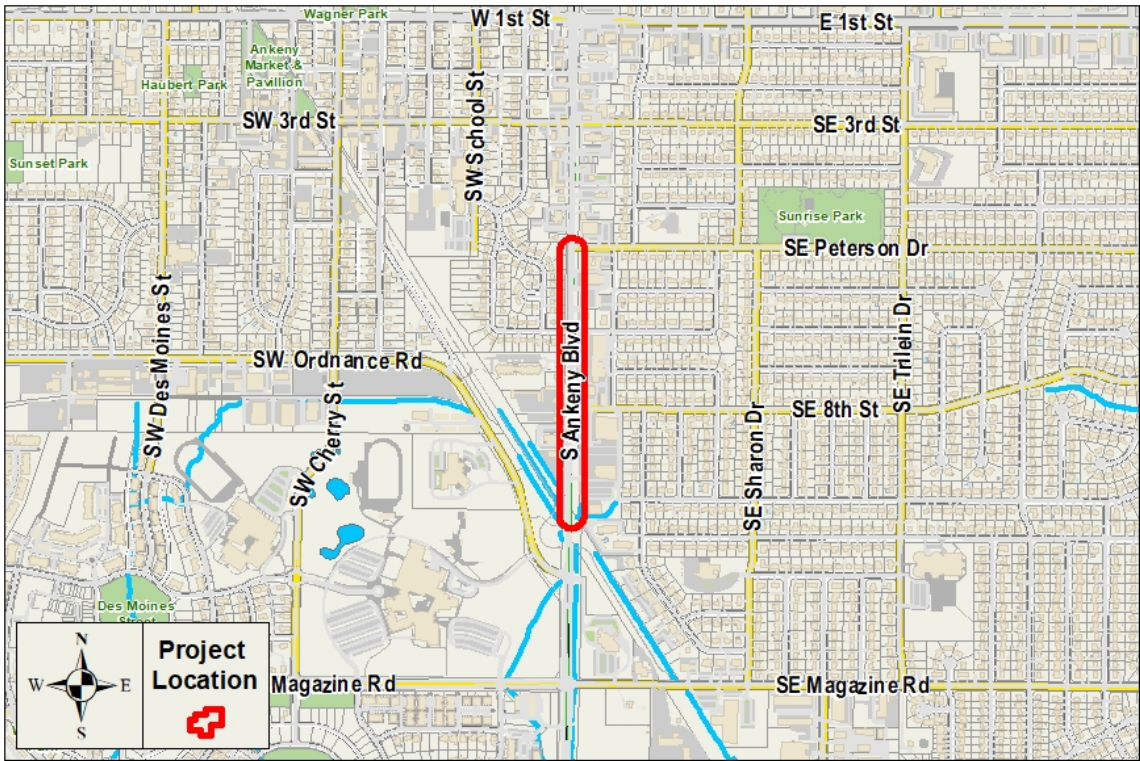 Wagner Park
W 1st St
E 1st St
Ankeny
Market &
Pavillion
Haubert Park
SW School St
SW 3rd St
SE 3rd St
Sunset Park
Sunrise Park
SE Peterson Dr
SW Des Moines St
SW Ordnance Rd
S Ankeny Blvd
SE Trilein Dr
SW Cherry St
SE 8th St
SE Sharon Dr
Des Moines
Street
Magazine Rd
SE Magazine Rd
N
W E
S
Project
Location